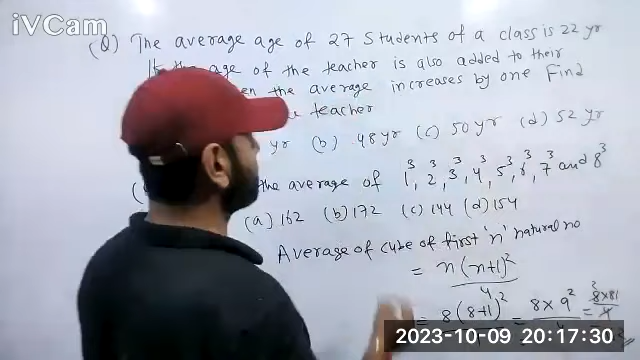 iVCam
(Q) The average age of 27 Students of a class is 22 yr
If the age of the teacher is also added to their
the average increases by one Find
teacher
yr (b) 48 yr (c) 50 yr (d) 52 yr
the average of 1³, 2³, 3³, 4³, 5³, 6³, 7³ and 8³
(a) 162 (b) 172 (c) 144 (d) 154
Average of cube of first 'n' natural no
= n(n+1)²/4
= 8(8+1)² = 8×9² = 8×81/4
2023-10-09 20:17:30